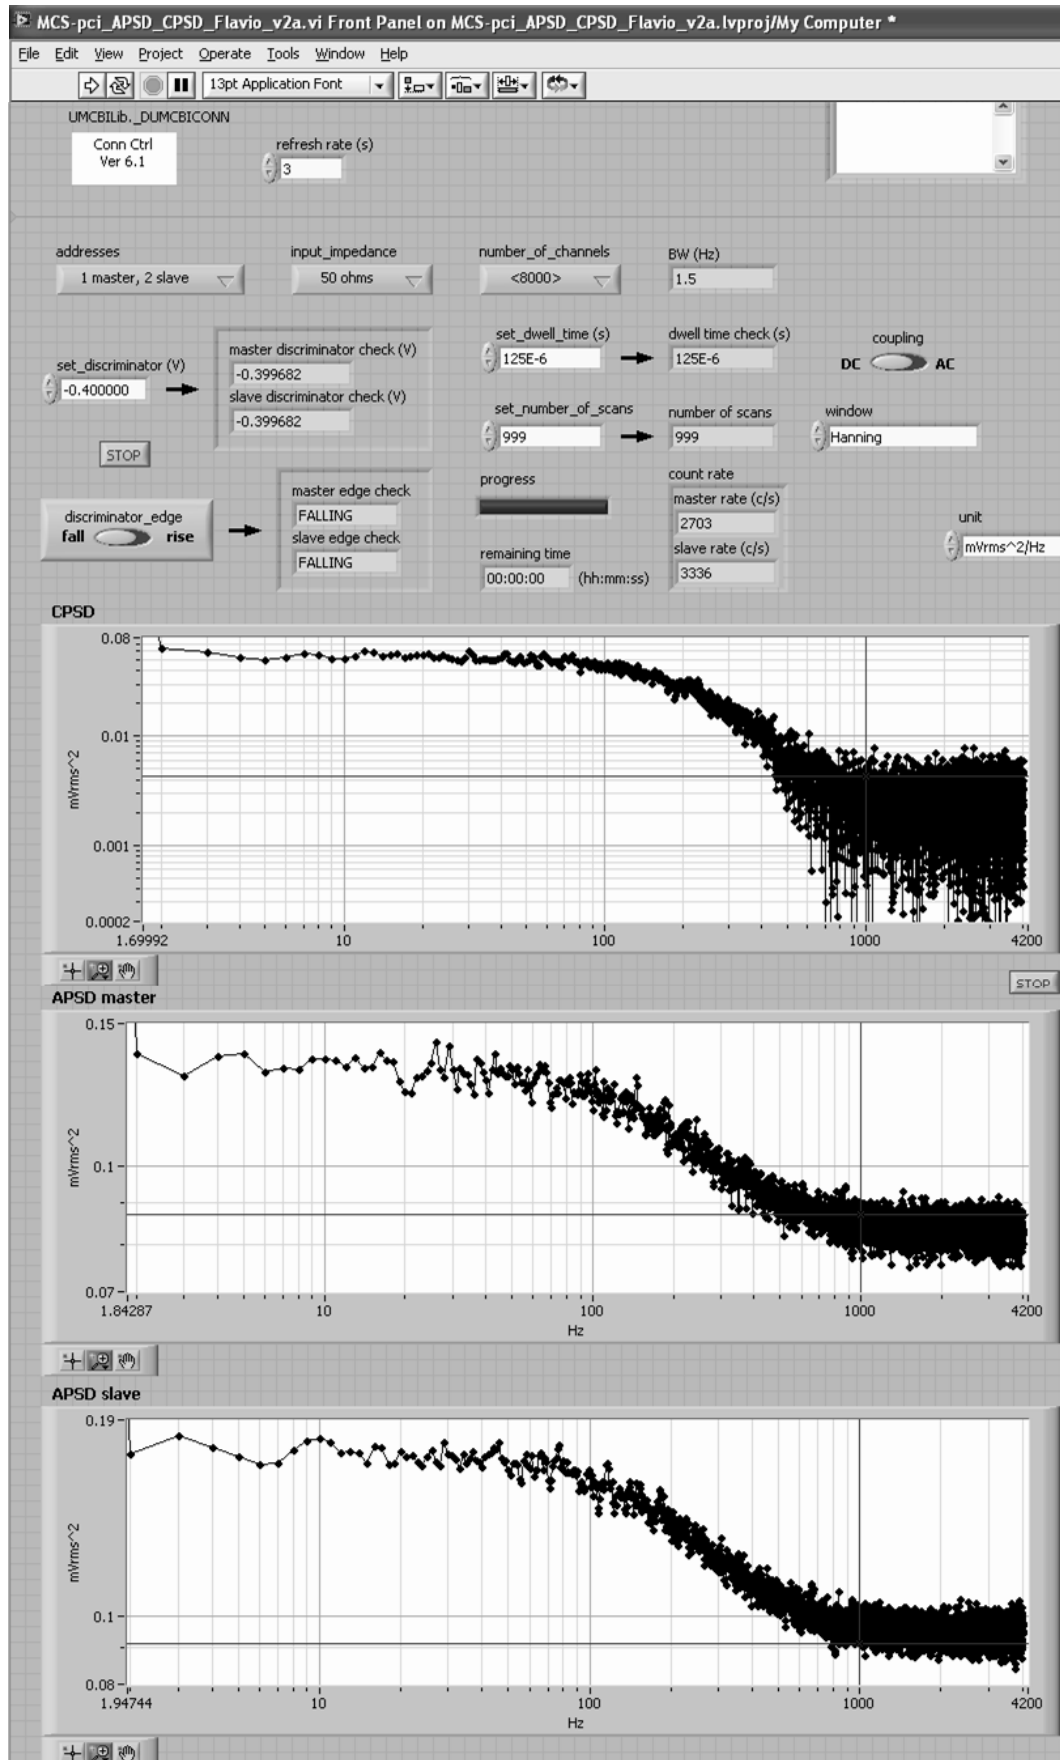 MCS-pci_APSD_CPSD_Flavio_v2a.vi Front Panel on MCS-pci_APSD_CPSD_Flavio_v2a.lvproj/My Computer *
File Edit View Project Operate Tools Window Help
13pt Application Font
UMCBILib._DUMCBICONN
Conn Ctrl
Ver 6.1
refresh rate (s)
3
addresses
1 master, 2 slave
input_impedance
50 ohms
number_of_channels
<8000>
BW (Hz)
1.5
set_discriminator (V)
-0.400000
master discriminator check (V)
-0.399682
slave discriminator check (V)
-0.399682
set_dwell_time (s)
125E-6
dwell time check (s)
125E-6
coupling
DC AC
set_number_of_scans
999
number of scans
999
window
Hanning
STOP
discriminator_edge
fall rise
master edge check
FALLING
slave edge check
FALLING
progress
remaining time
00:00:00 (hh:mm:ss)
count rate
master rate (c/s)
2703
slave rate (c/s)
3336
unit
mVrms^2/Hz
CPSD
0.08
0.01
0.001
0.0002
mVrms^2
1.69992 10 100 1000 4200
STOP
APSD master
0.15
0.1
0.07
mVrms^2
1.84287 10 100 1000 4200
Hz
APSD slave
0.19
0.1
0.08
mVrms^2
1.94744 10 100 1000 4200
Hz